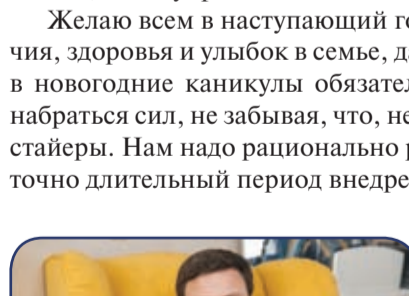 Желаю всем в наступающий г
чия, здоровья и улыбок в семье, д
в новогодние каникулы обязател
набраться сил, не забывая, что, не
стайеры. Нам надо рационально
точно длительный период внедре